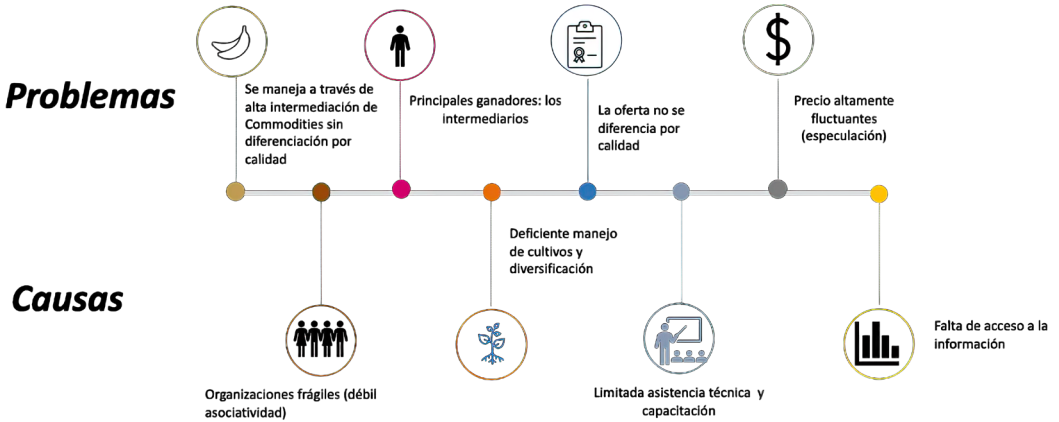 Problemas
Se maneja a través de
alta intermediación de
Commodities sin
diferenciación por
calidad
Principales ganadores: los
intermediarios
La oferta no se
diferencia por
calidad
Precio altamente
fluctuantes
(especulación)
Causas
Organizaciones frágiles (débil
asociatividad)
Deficiente manejo
de cultivos y
diversificación
Limitada asistencia técnica y
capacitación
Falta de acceso a la
información